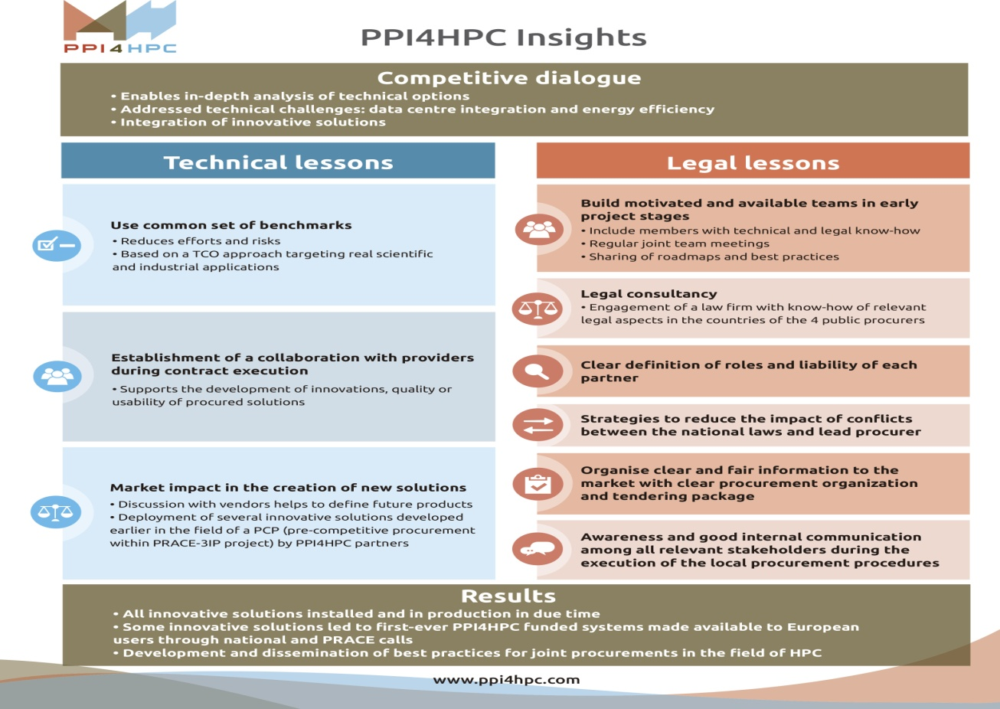 PPI4HPC
PPI4HPC Insights
Competitive dialogue
• Enables in-depth analysis of technical options
• Addressed technical challenges: data centre integration and energy efficiency
• Integration of innovative solutions
Technical lessons
Use common set of benchmarks
• Reduces efforts and risks
• Based on a TCO approach targeting real scientific
and industrial applications
Establishment of a collaboration with providers
during contract execution
• Supports the development of innovations, quality or
usability of procured solutions
Market impact in the creation of new solutions
• Discussion with vendors helps to define future products
• Deployment of several innovative solutions developed
earlier in the field of a PCP (pre-competitive procurement
within PRACE-3IP project) by PPI4HPC partners
Legal lessons
Build motivated and available teams in early
project stages
• Include members with technical and legal know-how
• Regular joint team meetings
• Sharing of roadmaps and best practices
Legal consultancy
• Engagement of a law firm with know-how of relevant
legal aspects in the countries of the 4 public procurers
Clear definition of roles and liability of each
partner
Strategies to reduce the impact of conflicts
between the national laws and lead procurer
Organise clear and fair information to the
market with clear procurement organization
and tendering package
Awareness and good internal communication
among all relevant stakeholders during the
execution of the local procurement procedures
Results
• All innovative solutions installed and in production in due time
• Some innovative solutions led to first-ever PPI4HPC funded systems made available to European
users through national and PRACE calls
• Development and dissemination of best practices for joint procurements in the field of HPC
www.ppi4hpc.com